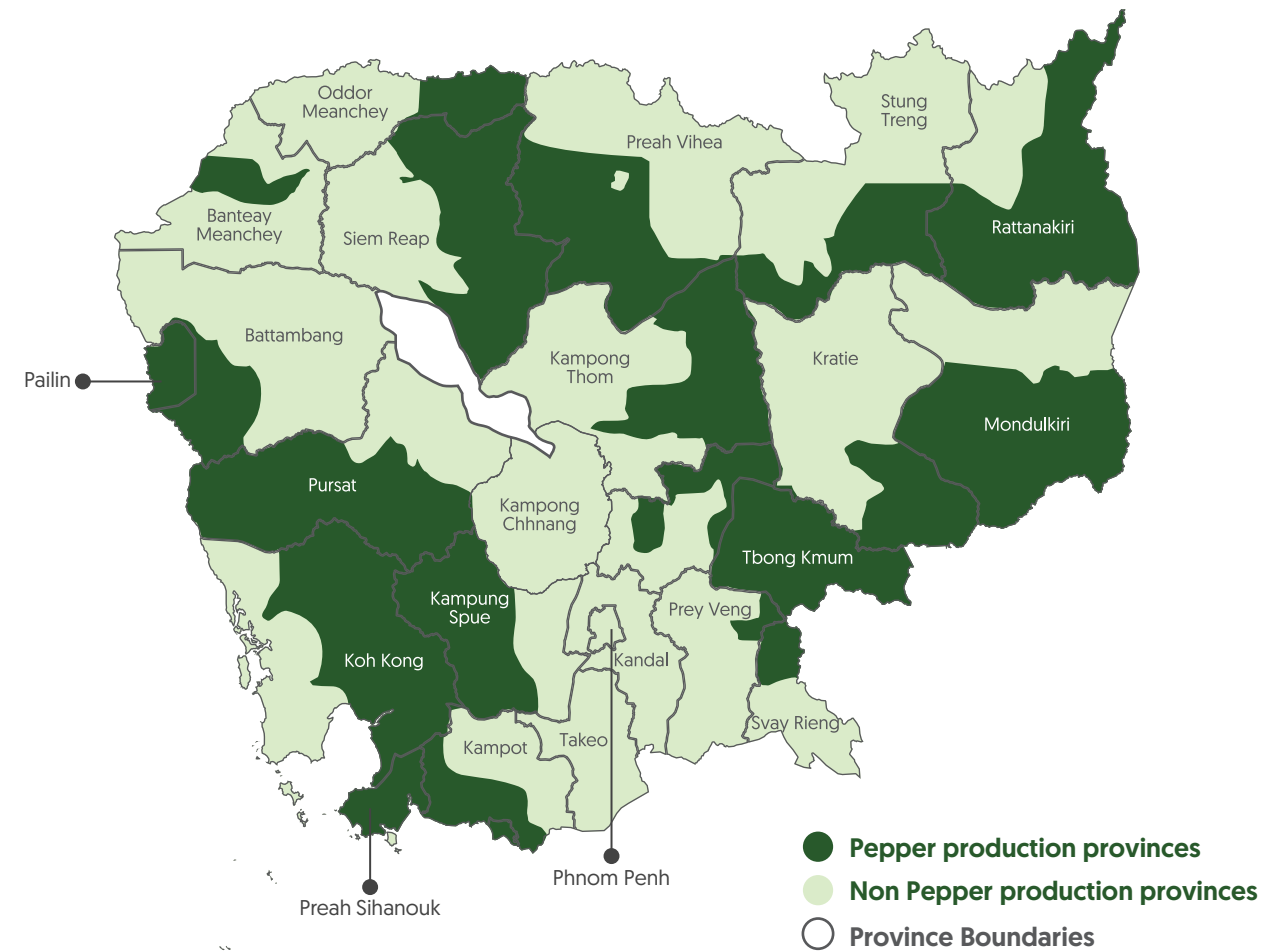 Oddor
Meanchey
Stung
Treng
Preah Vihea
Banteay
Meanchey
Siem Reap
Rattanakiri
Battambang
Kampong
Thom
Kratie
Pailin
Mondulkiri
Pursat
Kampong
Chhnang
Tbong Kmum
Kampung
Spue
Prey Veng
Koh Kong
Kandal
Svay Rieng
Kampot
Takeo
Phnom Penh
Preah Sihanouk
Pepper production provinces
Non Pepper production provinces
Province Boundaries